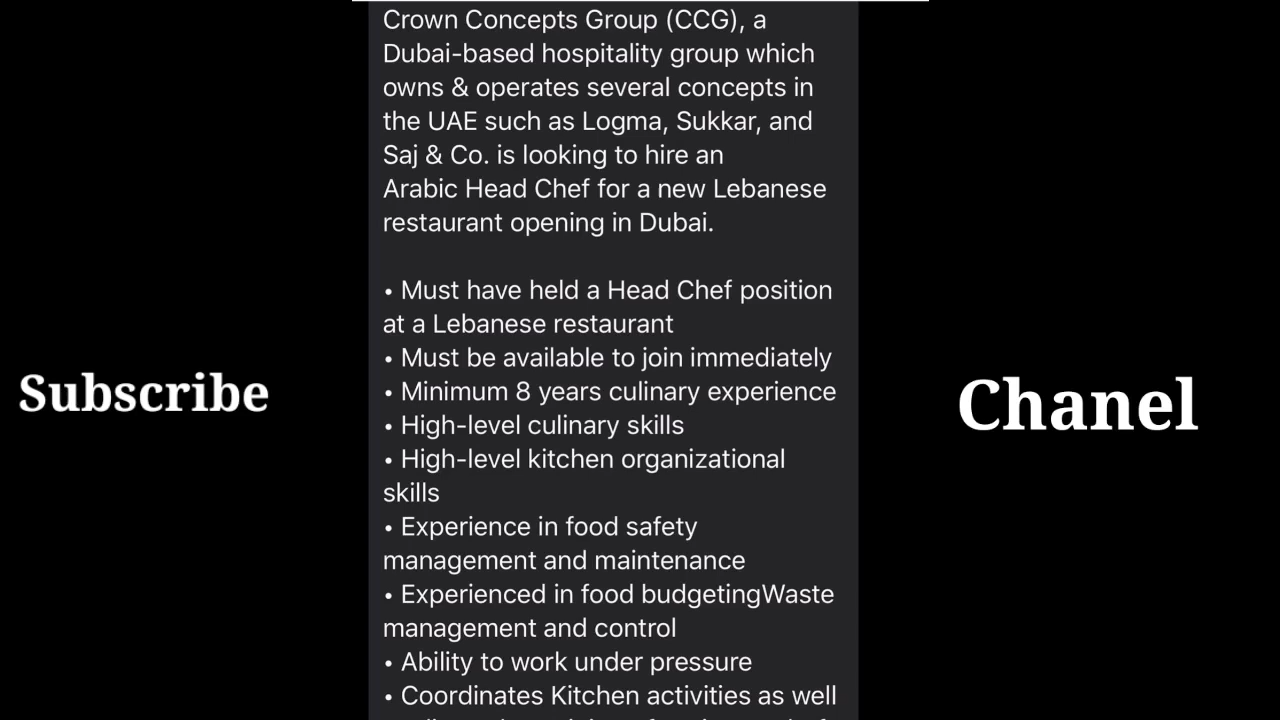 Crown Concepts Group (CCG), a
Dubai-based hospitality group which
owns & operates several concepts in
the UAE such as Logma, Sukkar, and
Saj & Co. is looking to hire an
Arabic Head Chef for a new Lebanese
restaurant opening in Dubai.
• Must have held a Head Chef position
at a Lebanese restaurant
• Must be available to join immediately
• Minimum 8 years culinary experience
• High-level culinary skills
• High-level kitchen organizational
skills
• Experience in food safety
management and maintenance
• Experienced in food budgetingWaste
management and control
• Ability to work under pressure
• Coordinates Kitchen activities as well
Subscribe
Chanel